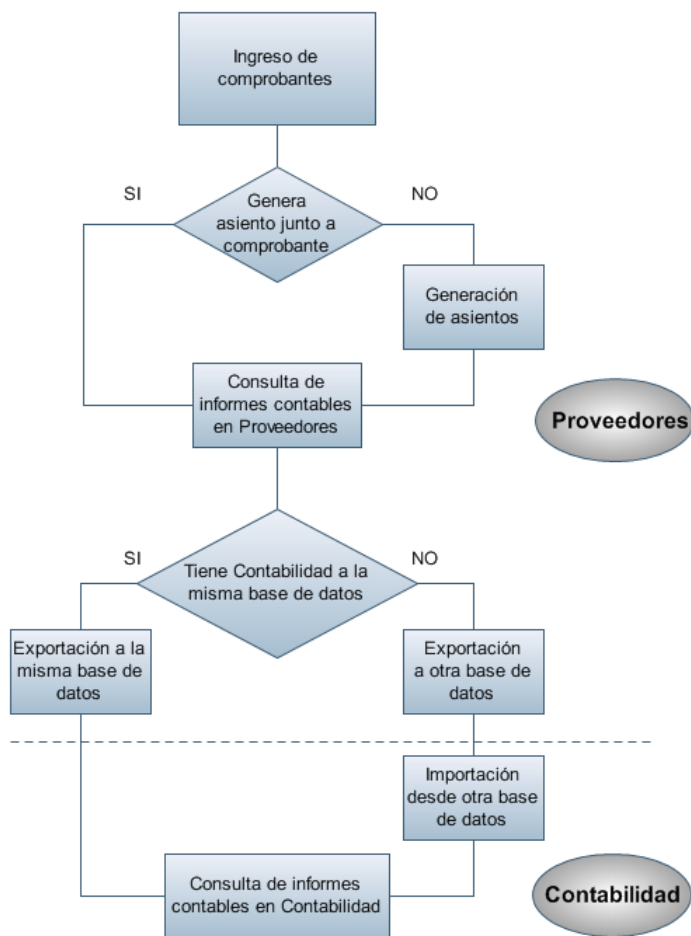 Ingreso de
comprobantes
SI
NO
Genera
asiento junto a
comprobante
Generación
de asientos
Consulta de
informes contables
en Proveedores
Proveedores
SI
NO
Tiene Contabilidad a la
misma base de datos
Exportación a la
misma base de
datos
Exportación
a otra base de
datos
Importación
desde otra base
de datos
Consulta de informes
contables en Contabilidad
Contabilidad